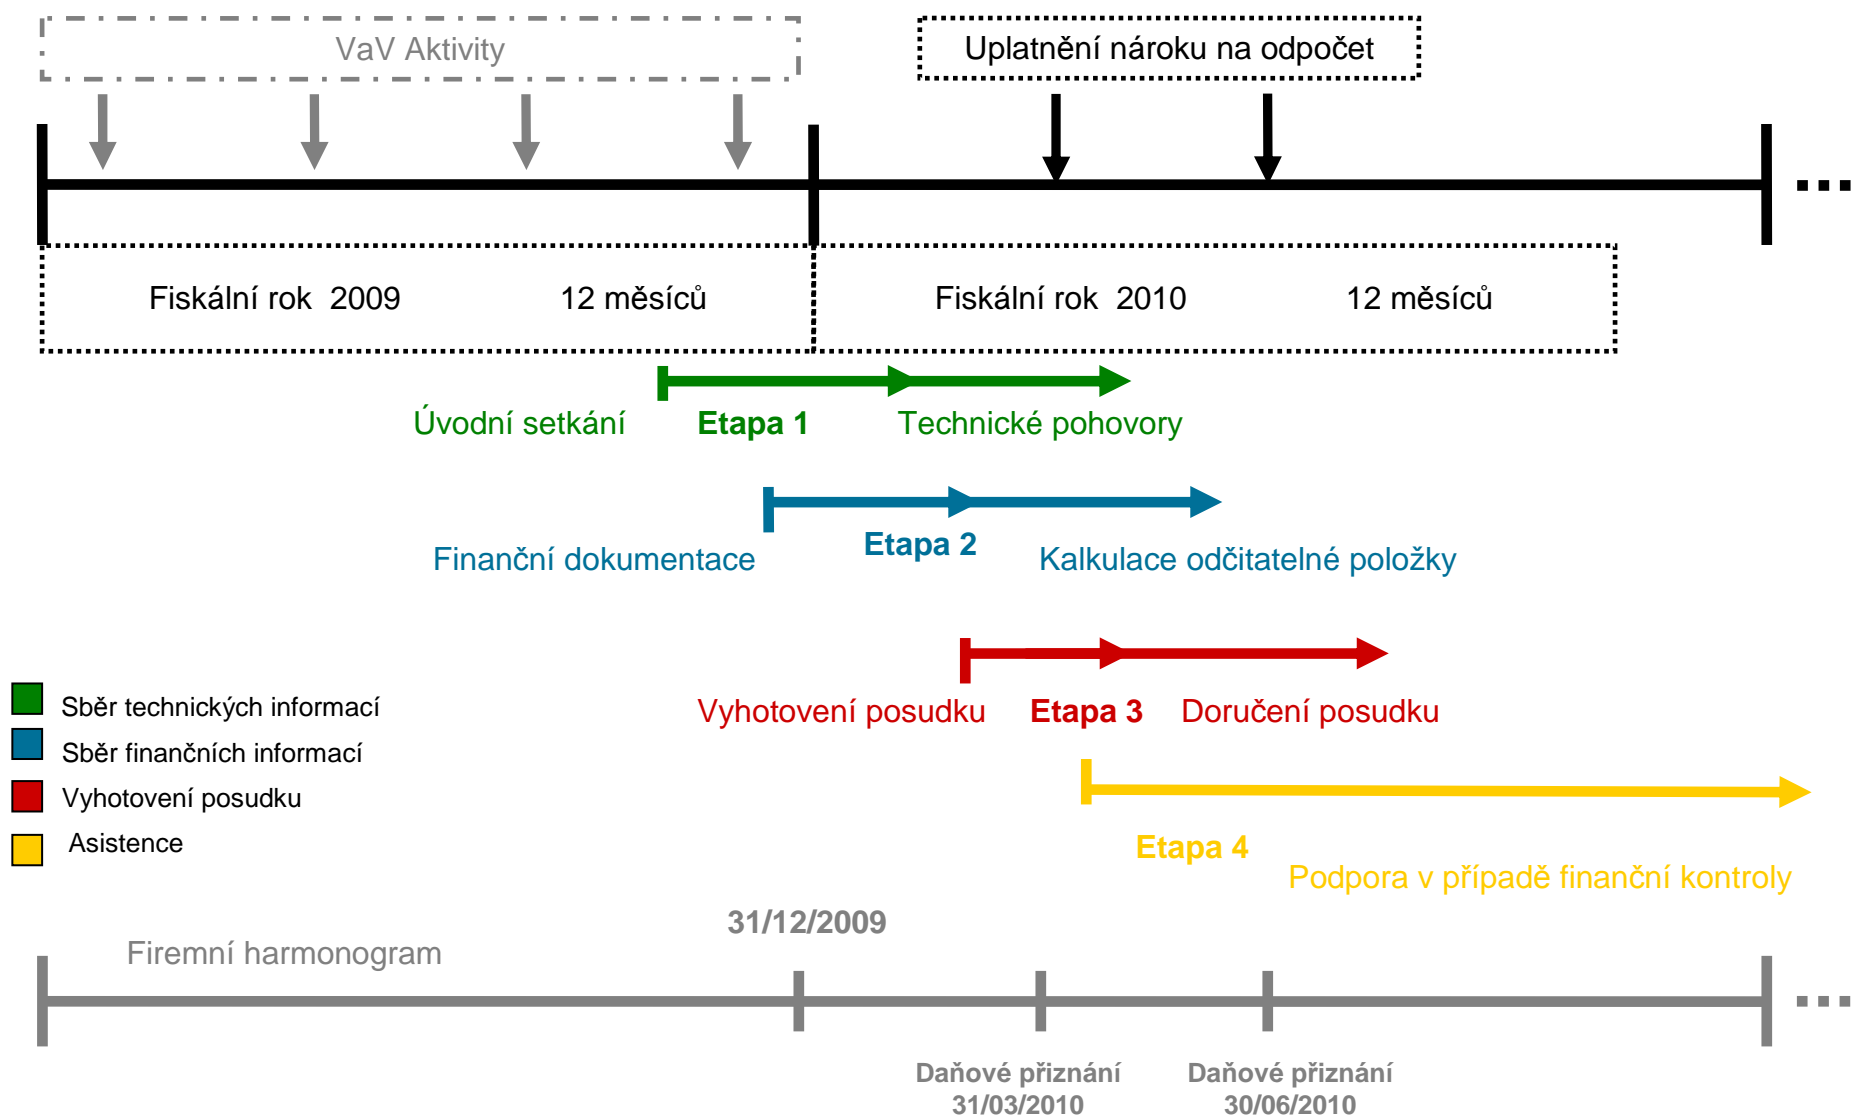 VaV Aktivity
Uplatnění nároku na odpočet
Fiskální rok 2009 12 měsíců
Fiskální rok 2010 12 měsíců
Úvodní setkání Etapa 1 Technické pohovory
Etapa 2
Finanční dokumentace Kalkulace odčitatelné položky
Vyhotovení posudku Etapa 3 Doručení posudku
Sběr technických informací
Sběr finančních informací
Vyhotovení posudku
Asistence
Etapa 4
Podpora v případě finanční kontroly
31/12/2009
Firemní harmonogram
Daňové přiznání
31/03/2010
Daňové přiznání
30/06/2010